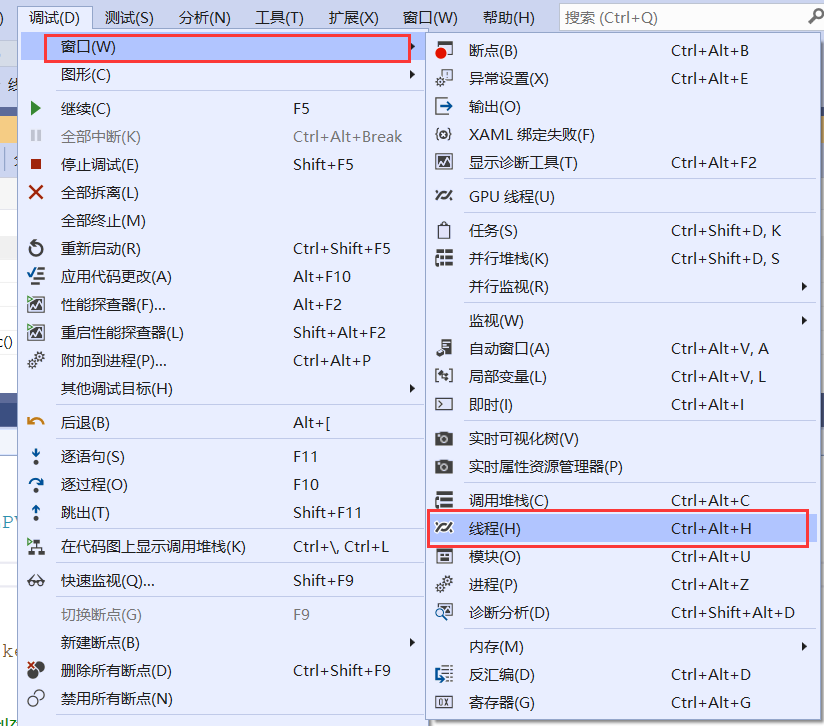 调试(D) 测试(S) 分析(N) 工具(T) 扩展(X) 窗口(W) 帮助(H) 搜索 (Ctrl+Q)
窗口(W)
图形(C)
继续(C) F5
全部中断(K) Ctrl+Alt+Break
停止调试(E) Shift+F5
全部拆离(L)
全部终止(M)
重新启动(R) Ctrl+Shift+F5
应用代码更改(A) Alt+F10
性能探查器(F)... Alt+F2
重启性能探查器(L) Shift+Alt+F2
附加到进程(P)... Ctrl+Alt+P
其他调试目标(H)
后退(B) Alt+[
逐语句(S) F11
逐过程(O) F10
跳出(T) Shift+F11
在代码图上显示调用堆栈(K) Ctrl+\, Ctrl+L
快速监视(Q)... Shift+F9
切换断点(G) F9
新建断点(B)
删除所有断点(D) Ctrl+Shift+F9
禁用所有断点(N)
断点(B) Ctrl+Alt+B
异常设置(X) Ctrl+Alt+E
输出(O)
XAML 绑定失败(F)
显示诊断工具(T) Ctrl+Alt+F2
GPU 线程(U)
任务(S) Ctrl+Shift+D, K
并行堆栈(K) Ctrl+Shift+D, S
并行监视(R)
监视(W)
自动窗口(A) Ctrl+Alt+V, A
局部变量(L) Ctrl+Alt+V, L
即时(I) Ctrl+Alt+I
实时可视化树(V)
实时属性资源管理器(P)
调用堆栈(C) Ctrl+Alt+C
线程(H) Ctrl+Alt+H
模块(O) Ctrl+Alt+U
进程(P) Ctrl+Alt+Z
诊断分析(D) Ctrl+Shift+Alt+D
内存(M)
反汇编(D) Ctrl+Alt+D
寄存器(G) Ctrl+Alt+G